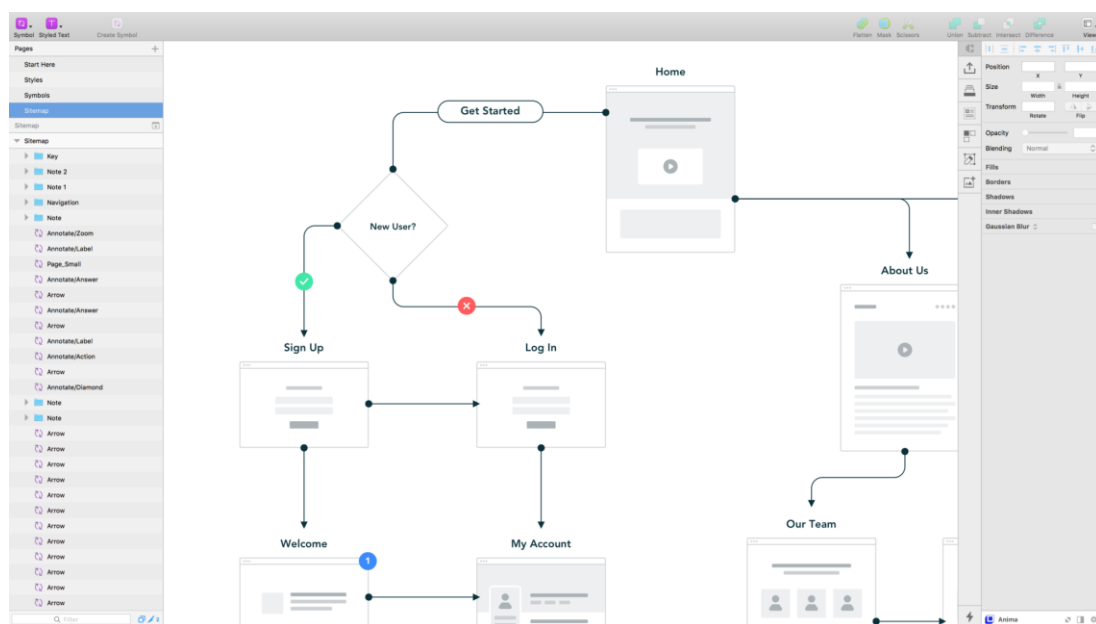 Symbol Styled Text Create Symbol Flatten Mask Scissors Union Subtract Intersect Difference View
Pages
Start Here
Styles
Symbols
Sitemap
Sitemap
Sitemap
Key
Note 2
Note 1
Navigation
Note
Annotate/Zoom
Annotate/Label
Page_Small
Annotate/Answer
Arrow
Annotate/Answer
Arrow
Annotate/Label
Annotate/Action
Arrow
Annotate/Diamond
Note
Note
Arrow
Arrow
Arrow
Arrow
Arrow
Arrow
Arrow
Arrow
Arrow
Arrow
Arrow
Arrow
Filter
2
Home
Get Started
New User?
About Us
Sign Up
Log In
Our Team
Welcome
My Account
1
Position
X Y
Size
Width Height
Transform
Rotate Flip
Opacity
Blending Normal
Fills
Borders
Shadows
Inner Shadows
Gaussian Blur
Anima